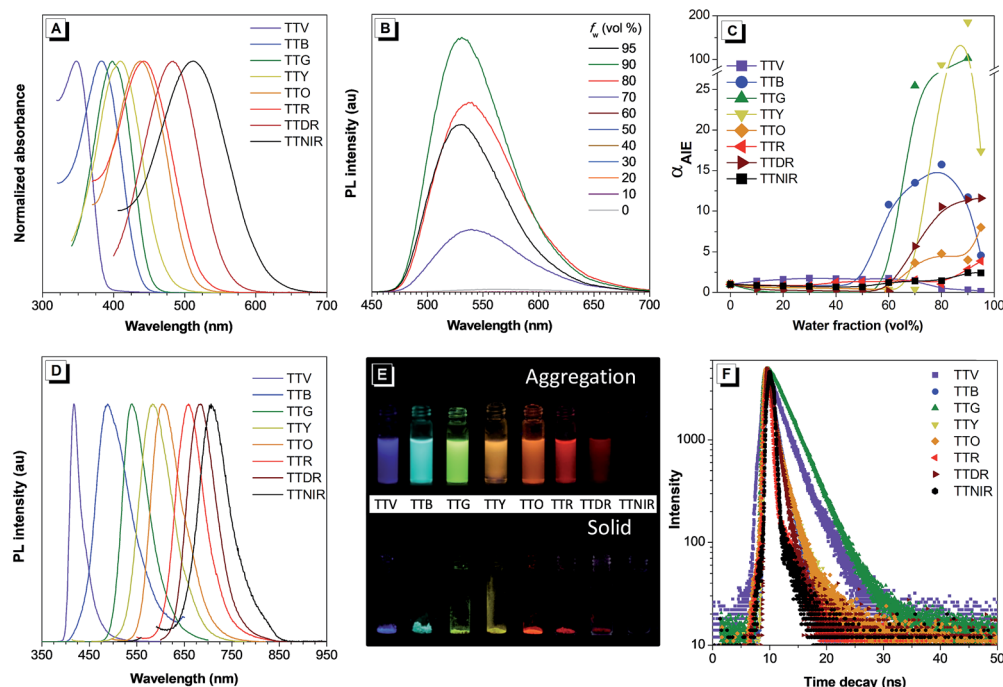 A
TTV
TTB
TTG
TTY
TTO
TTR
TTDR
TTNIR
Normalized absorbance
300 400 500 600 700
Wavelength (nm)
B
fw (vol %)
95
90
80
70
60
50
40
30
20
10
0
PL intensity (au)
450 500 550 600 650 700
Wavelength (nm)
C
TTV
TTB
TTG
TTY
TTO
TTR
TTDR
TTNIR
αAIE
200
100
25
20
15
10
5
0
0 20 40 60 80 100
Water fraction (vol%)
D
TTV
TTB
TTG
TTY
TTO
TTR
TTDR
TTNIR
PL intensity (au)
350 450 550 650 750 850 950
Wavelength (nm)
E
Aggregation
TTV TTB TTG TTY TTO TTR TTDR TTNIR
Solid
F
TTV
TTB
TTG
TTY
TTO
TTR
TTDR
TTNIR
Intensity
1000
100
10
0 10 20 30 40 50
Time decay (ns)